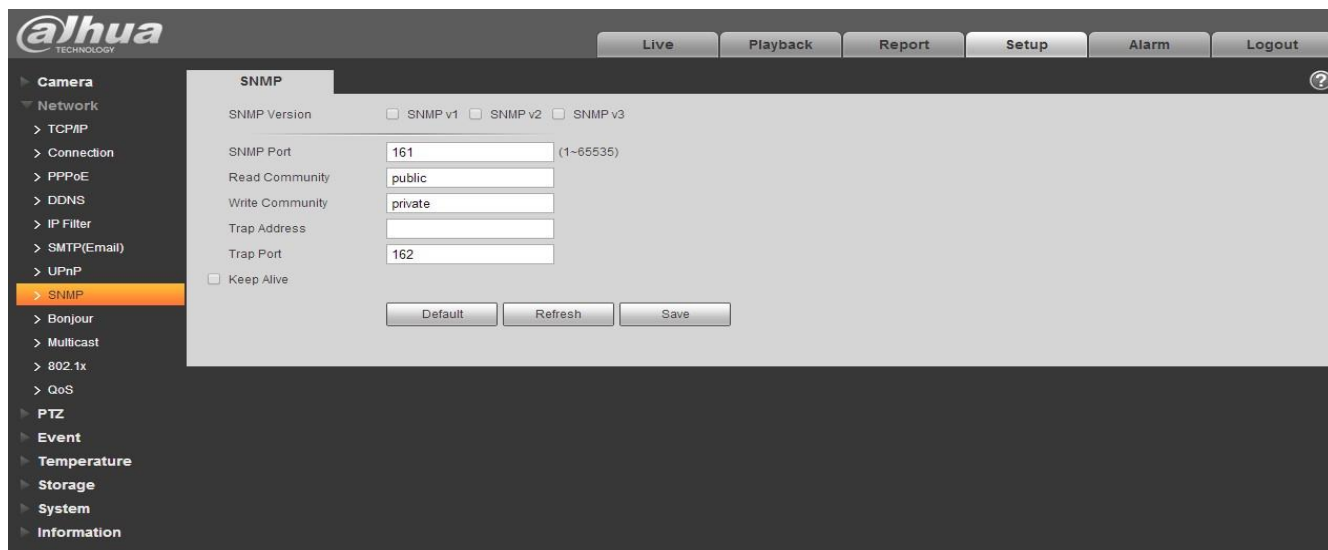 alhua
TECHNOLOGY
Live Playback Report Setup Alarm Logout
Camera
Network
> TCP/IP
> Connection
> PPPoE
> DDNS
> IP Filter
> SMTP(Email)
> UPnP
> SNMP
> Bonjour
> Multicast
> 802.1x
> QoS
PTZ
Event
Temperature
Storage
System
Information
SNMP
?
SNMP Version SNMP v1 SNMP v2 SNMP v3
SNMP Port 161 (1~65535)
Read Community public
Write Community private
Trap Address
Trap Port 162
Keep Alive
Default Refresh Save